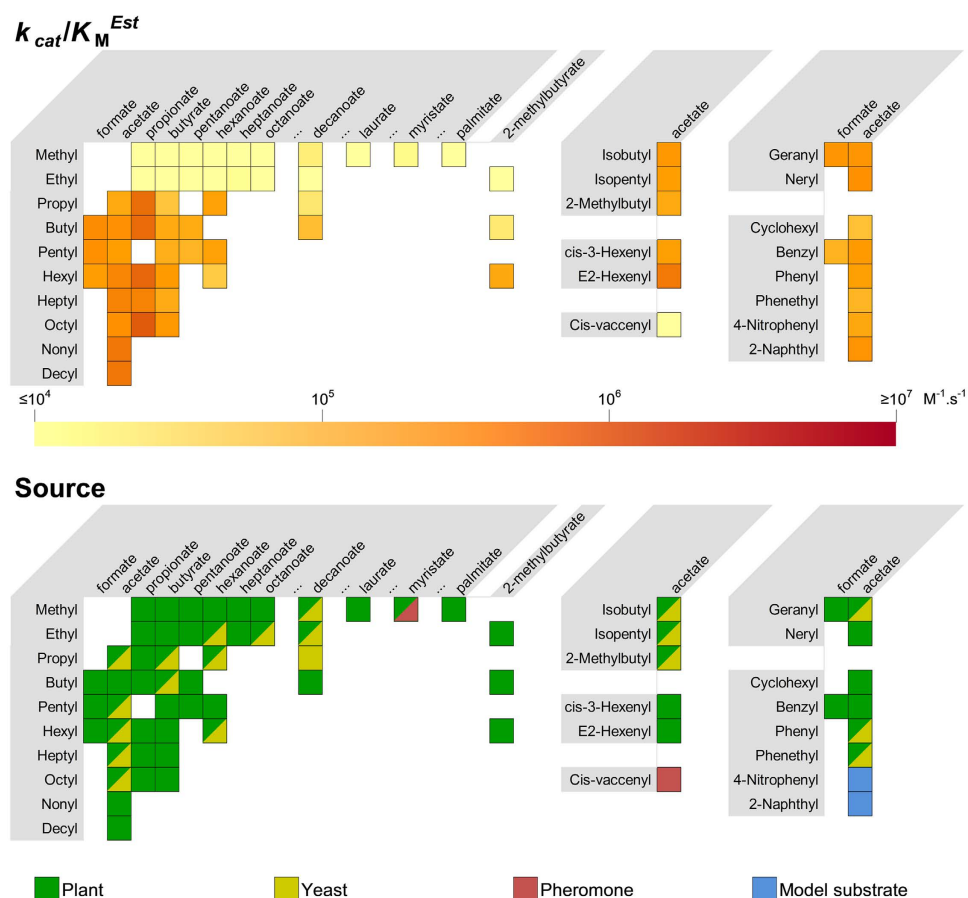 k cat/K M Est
formate acetate propionate butyrate pentanoate hexanoate heptanoate octanoate ... decanoate ... laurate ... myristate ... palmitate 2-methylbutyrate acetate formate acetate
Methyl Isobutyl Geranyl
Ethyl Isopentyl Neryl
Propyl 2-Methylbutyl
Butyl Cyclohexyl
Pentyl cis-3-Hexenyl Benzyl
Hexyl E2-Hexenyl Phenyl
Heptyl Phenethyl
Octyl Cis-vaccenyl 4-Nitrophenyl
Nonyl 2-Naphthyl
Decyl
≤10⁴ 10⁵ 10⁶ ≥10⁷ M⁻¹.s⁻¹
Source
formate acetate propionate butyrate pentanoate hexanoate heptanoate octanoate ... decanoate ... laurate ... myristate ... palmitate 2-methylbutyrate acetate formate acetate
Methyl Isobutyl Geranyl
Ethyl Isopentyl Neryl
Propyl 2-Methylbutyl
Butyl Cyclohexyl
Pentyl cis-3-Hexenyl Benzyl
Hexyl E2-Hexenyl Phenyl
Heptyl Phenethyl
Octyl Cis-vaccenyl 4-Nitrophenyl
Nonyl 2-Naphthyl
Decyl
Plant Yeast Pheromone Model substrate